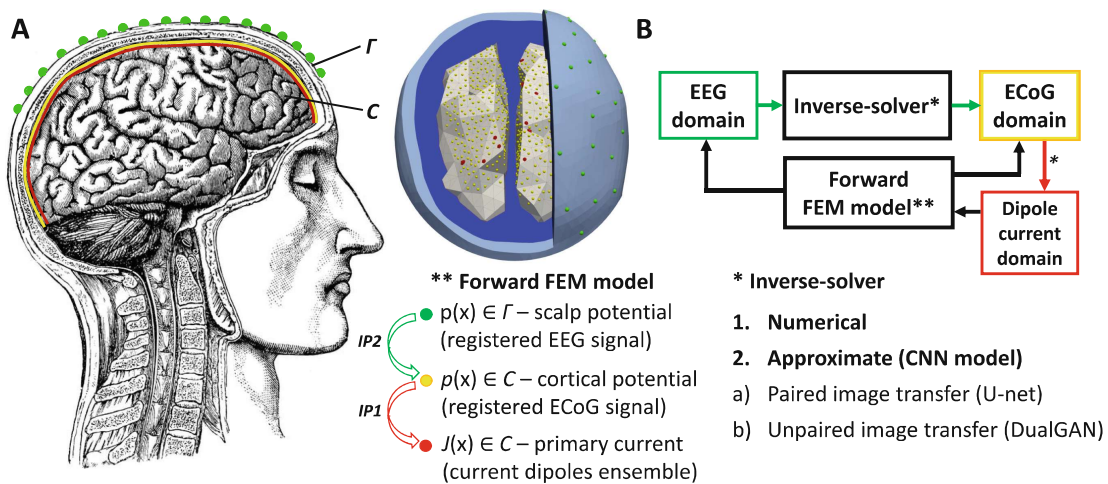 A
Γ
C
** Forward FEM model
p(x) ∈ Γ – scalp potential
(registered EEG signal)
IP2
p(x) ∈ C – cortical potential
(registered ECoG signal)
IP1
J(x) ∈ C – primary current
(current dipoles ensemble)
B
EEG
domain
Inverse-solver*
ECoG
domain
*
Forward
FEM model**
Dipole
current
domain
* Inverse-solver
1. Numerical
2. Approximate (CNN model)
a) Paired image transfer (U-net)
b) Unpaired image transfer (DualGAN)